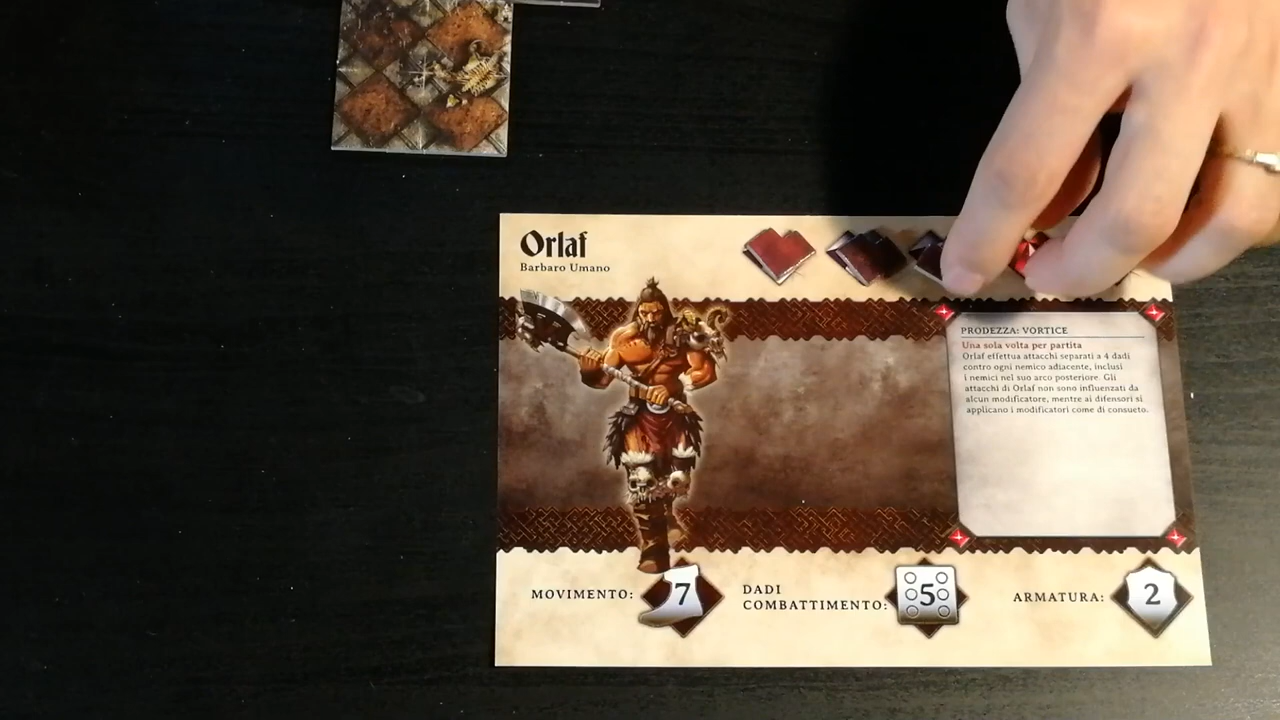 Orlaf
Barbaro Umano
PRODEZZA: VORTICE
Una sola volta per partita
Orlaf effettua attacchi separati a 4 dadi
contro ogni nemico adiacente, inclusi
i nemici nel suo arco posteriore. Gli
attacchi di Orlaf non sono influenzati da
alcun modificatore, mentre ai difensori si
applicano i modificatori come di consueto.
MOVIMENTO: 7
DADI
COMBATTIMENTO: 5
ARMATURA: 2